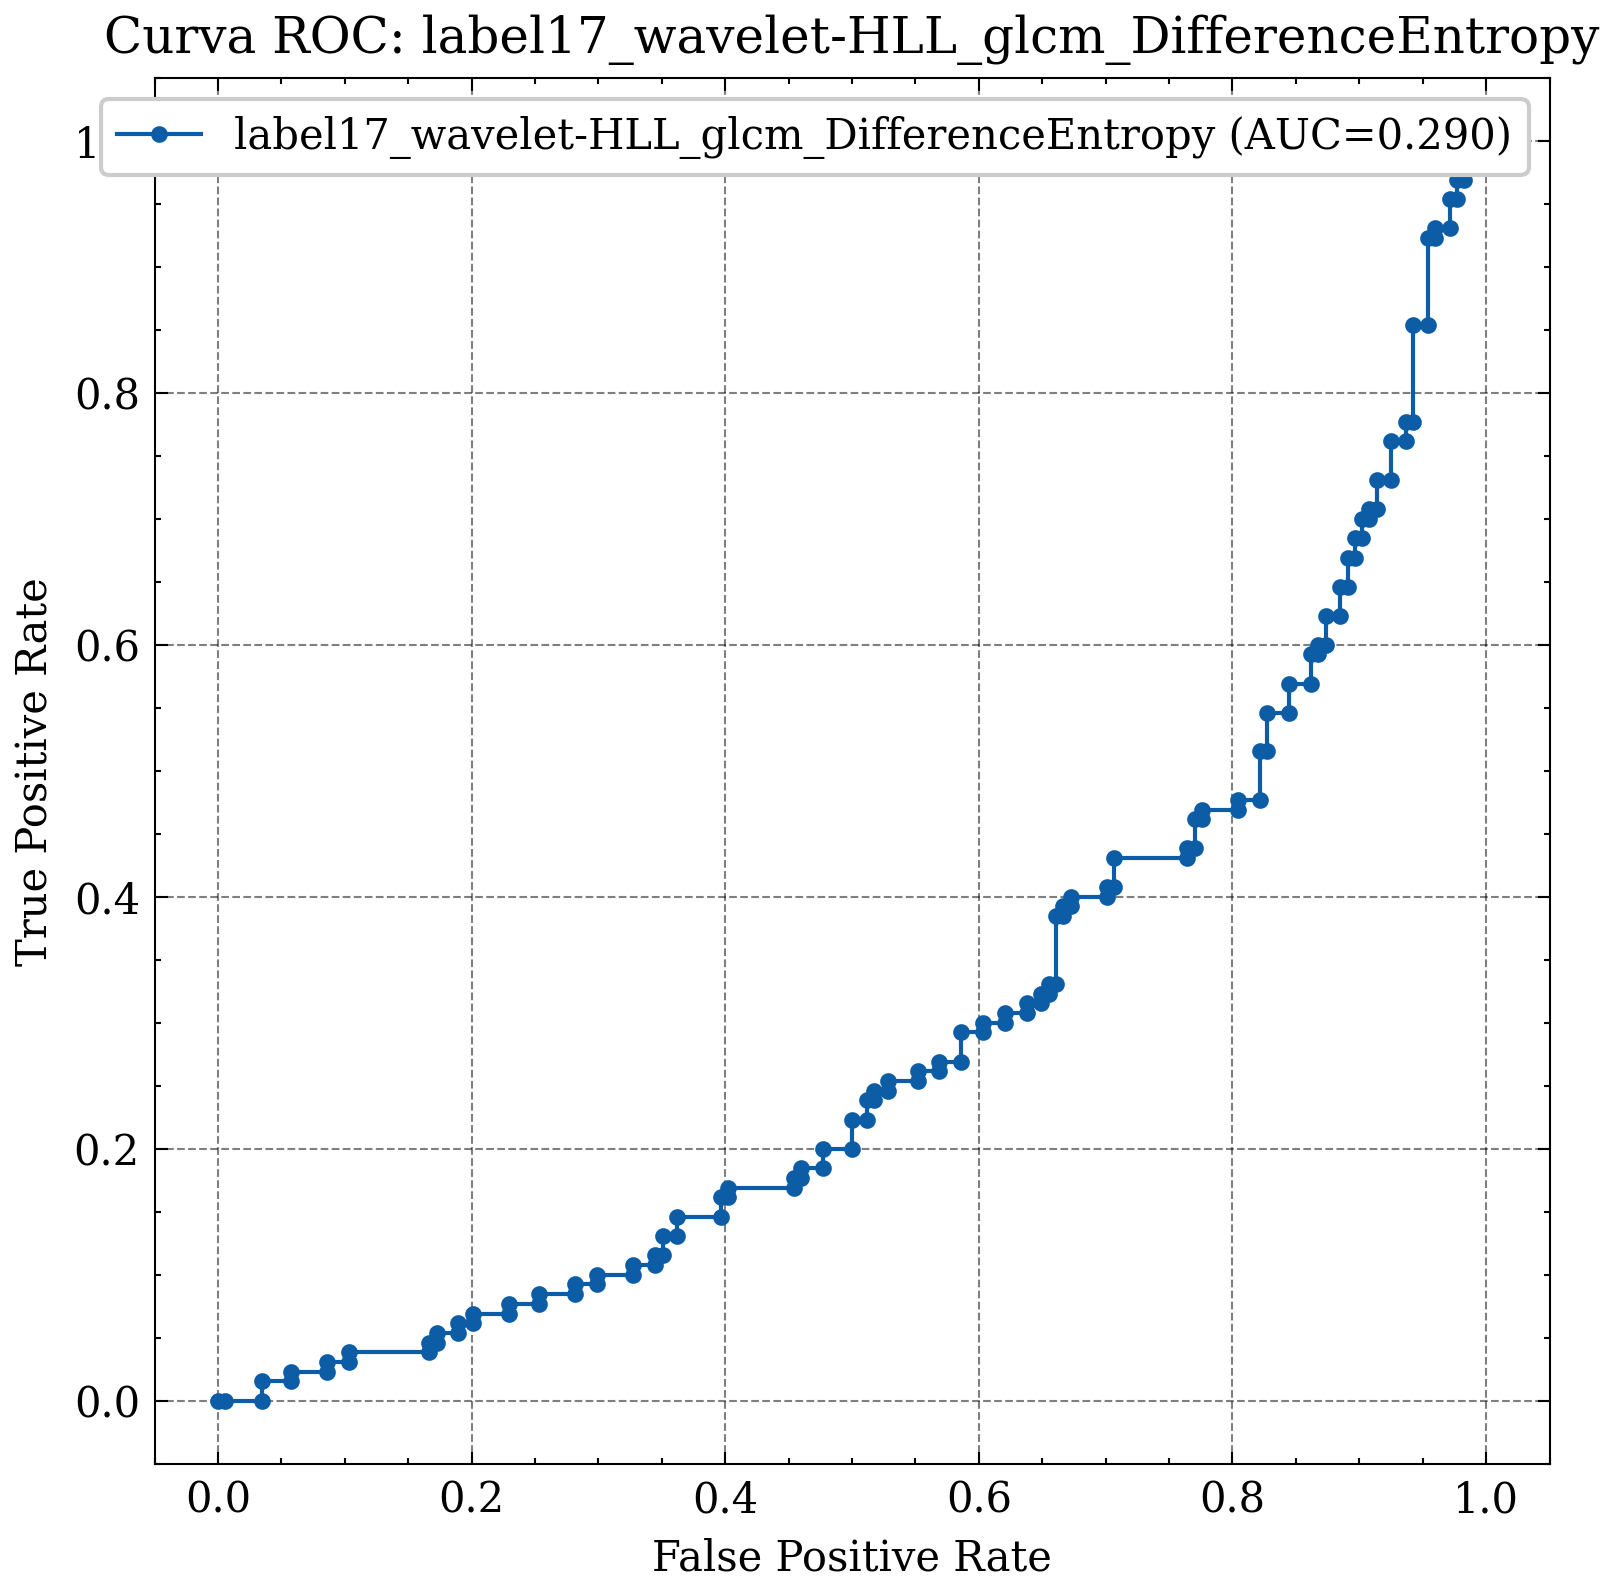 Curva ROC: label17_wavelet-HLL_glcm_DifferenceEntropy
label17_wavelet-HLL_glcm_DifferenceEntropy (AUC=0.290)
1
0.8
0.6
0.4
0.2
0.0
True Positive Rate
0.0 0.2 0.4 0.6 0.8 1.0
False Positive Rate